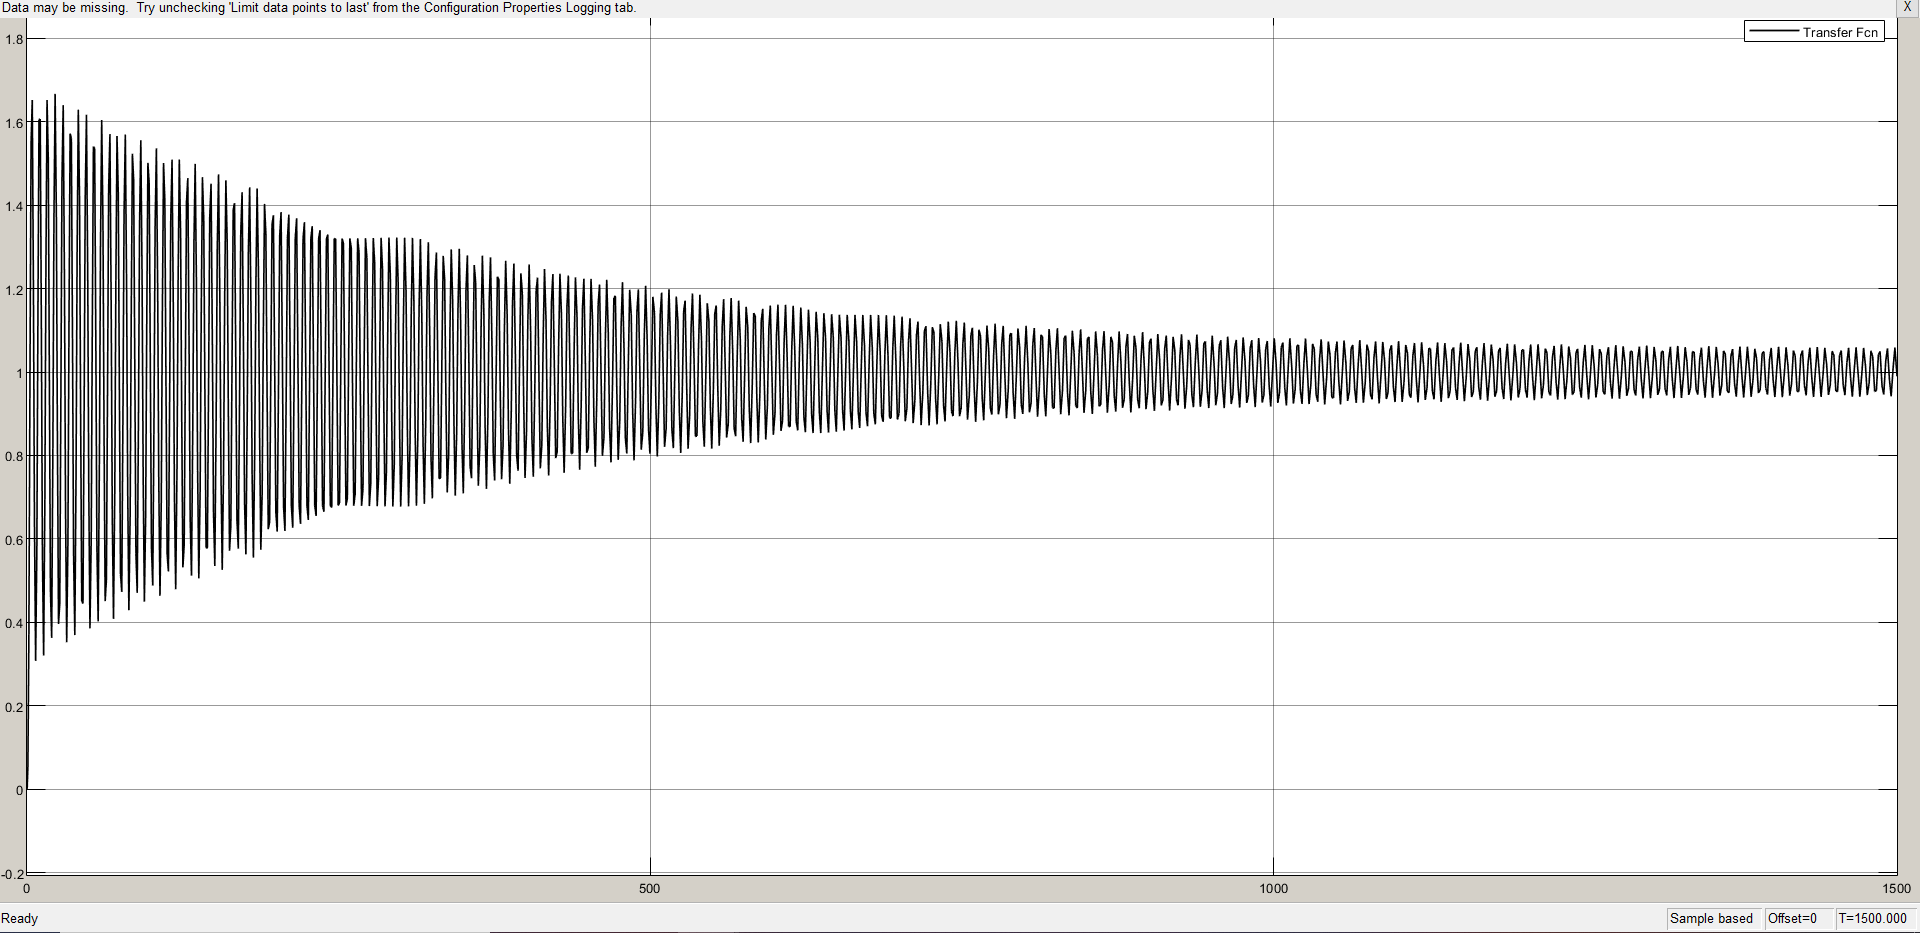 Data may be missing.  Try unchecking 'Limit data points to last' from the Configuration Properties Logging tab.
X
Transfer Fcn
1.8
1.6
1.4
1.2
1
0.8
0.6
0.4
0.2
0
-0.2
0
500
1000
1500
Ready
Sample based
Offset=0
T=1500.000